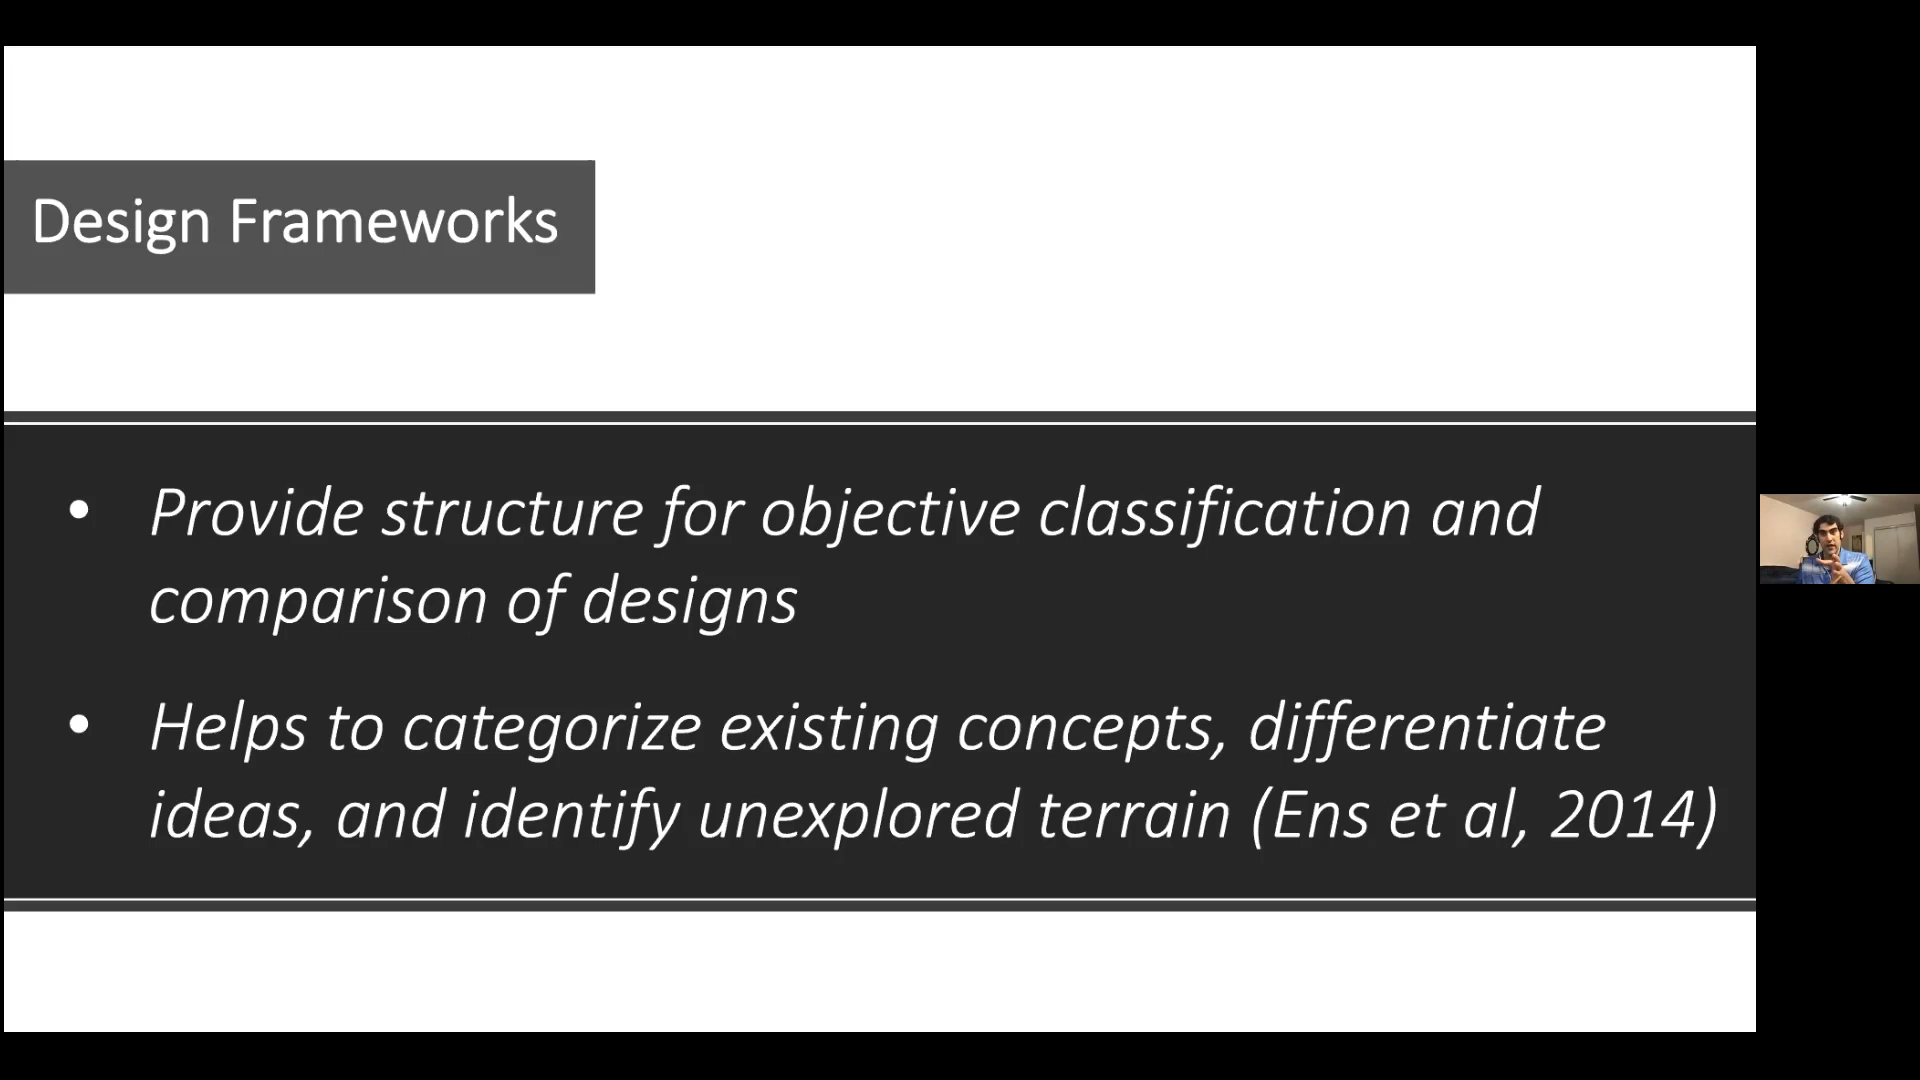 Design Frameworks
• Provide structure for objective classification and
comparison of designs
• Helps to categorize existing concepts, differentiate
ideas, and identify unexplored terrain (Ens et al, 2014)